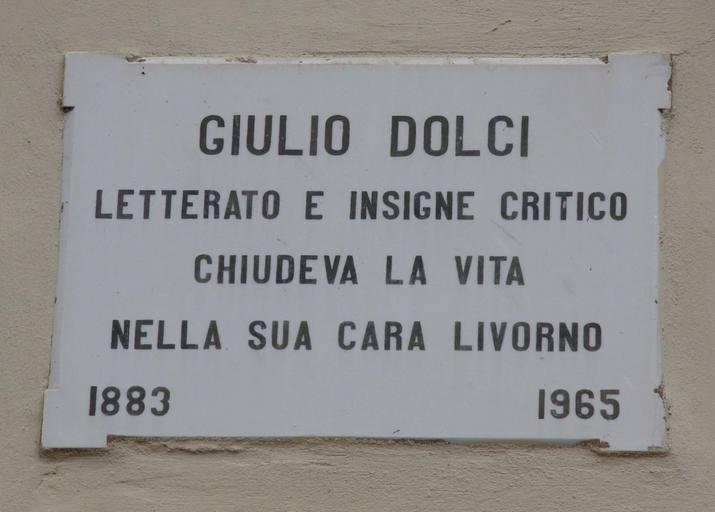 GIULIO DOLCI
LETTERATO E INSIGNE CRITICO
CHIUDEVA LA VITA
NELLA SUA CARA LIVORNO
1883 1965